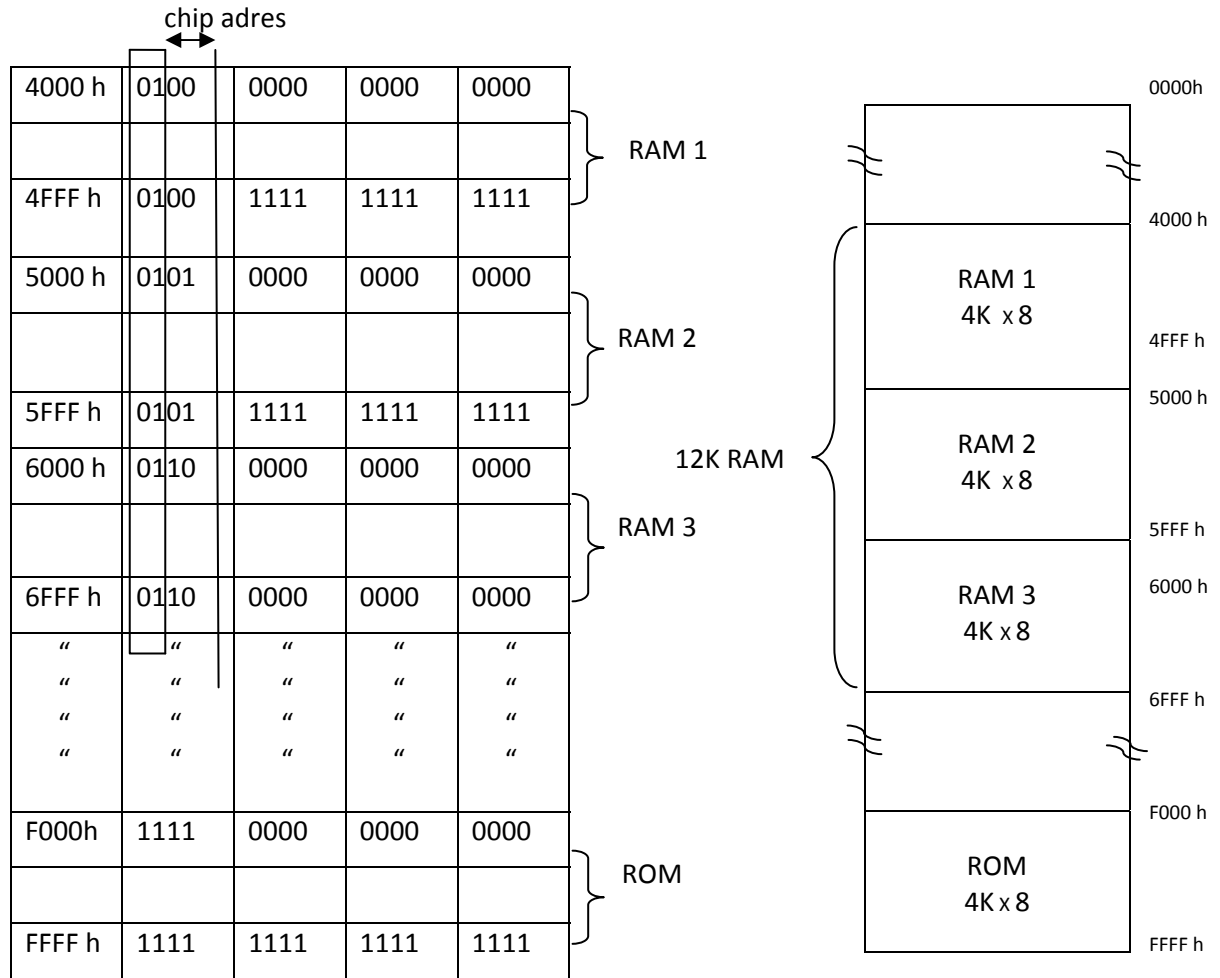 chip adres
4000 h 0100 0000 0000 0000
RAM 1
4FFF h 0100 1111 1111 1111
5000 h 0101 0000 0000 0000
RAM 2
5FFF h 0101 1111 1111 1111
6000 h 0110 0000 0000 0000
RAM 3
6FFF h 0110 0000 0000 0000
“ “ “ “ “
“ “ “ “ “
“ “ “ “ “
“ “ “ “ “
F000h 1111 0000 0000 0000
ROM
FFFF h 1111 1111 1111 1111
0000h
4000 h
RAM 1
4K x 8
4FFF h
5000 h
12K RAM
RAM 2
4K x 8
5FFF h
6000 h
RAM 3
4K x 8
6FFF h
F000 h
ROM
4K x 8
FFFF h